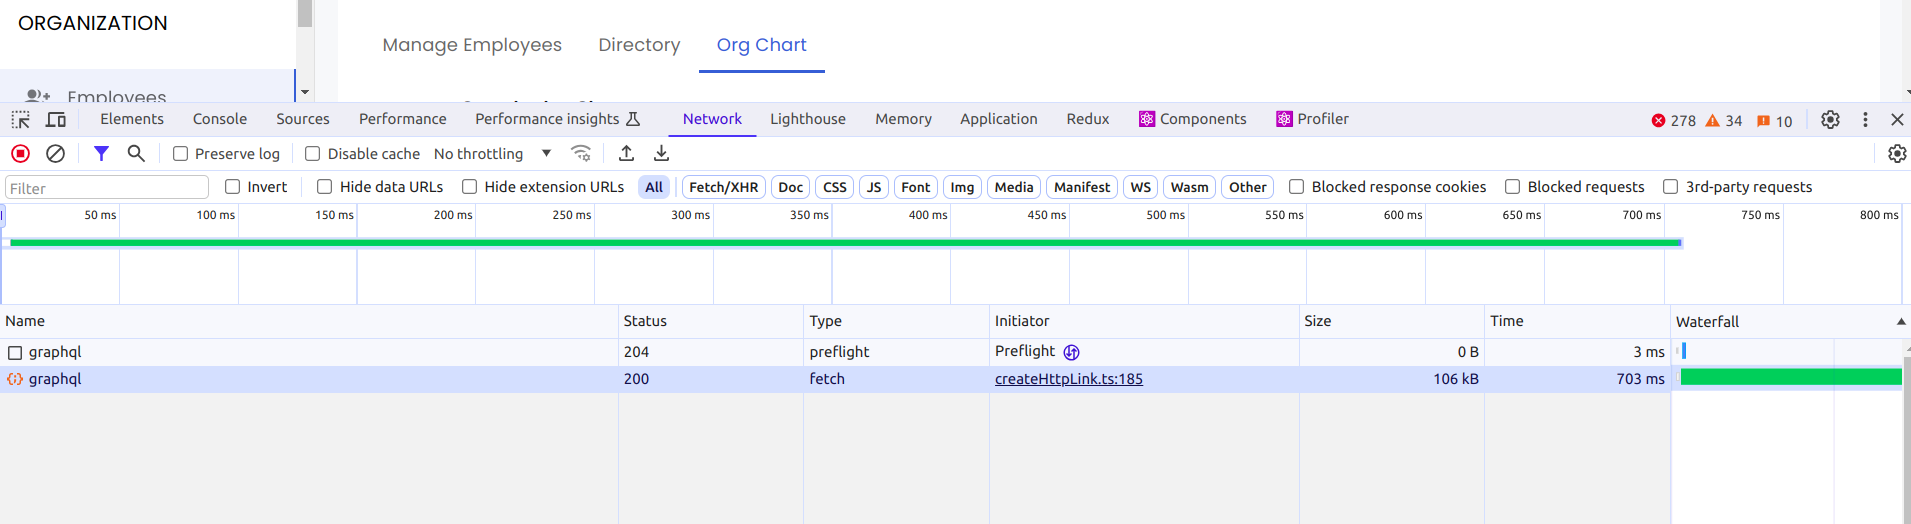 ORGANIZATION
Manage Employees Directory Org Chart
Employees
Elements Console Sources Performance Performance insights Network Lighthouse Memory Application Redux Components Profiler 278 34 10
Preserve log Disable cache No throttling
Filter Invert Hide data URLs Hide extension URLs All Fetch/XHR Doc CSS JS Font Img Media Manifest WS Wasm Other Blocked response cookies Blocked requests 3rd-party requests
50 ms 100 ms 150 ms 200 ms 250 ms 300 ms 350 ms 400 ms 450 ms 500 ms 550 ms 600 ms 650 ms 700 ms 750 ms 800 ms
Name Status Type Initiator Size Time Waterfall
graphql 204 preflight Preflight 0 B 3 ms
graphql 200 fetch createHttpLink.ts:185 106 kB 703 ms